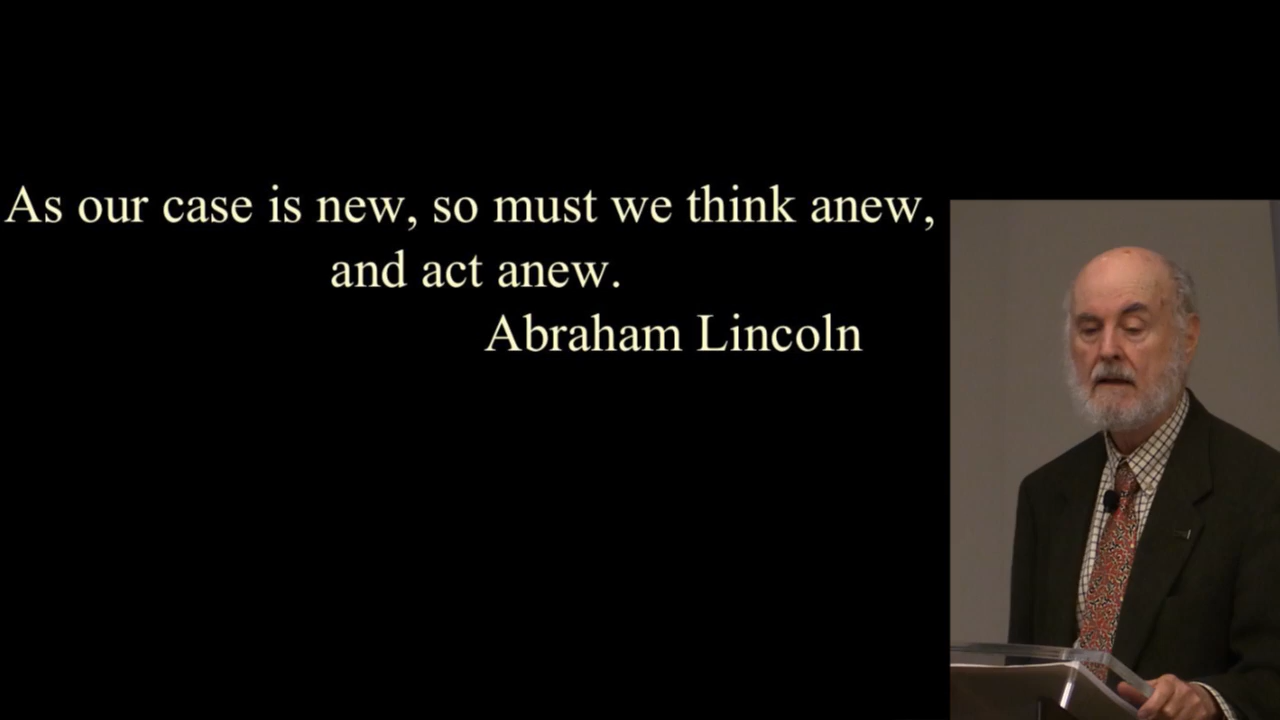 As our case is new, so must we think anew,
and act anew.
Abraham Lincoln